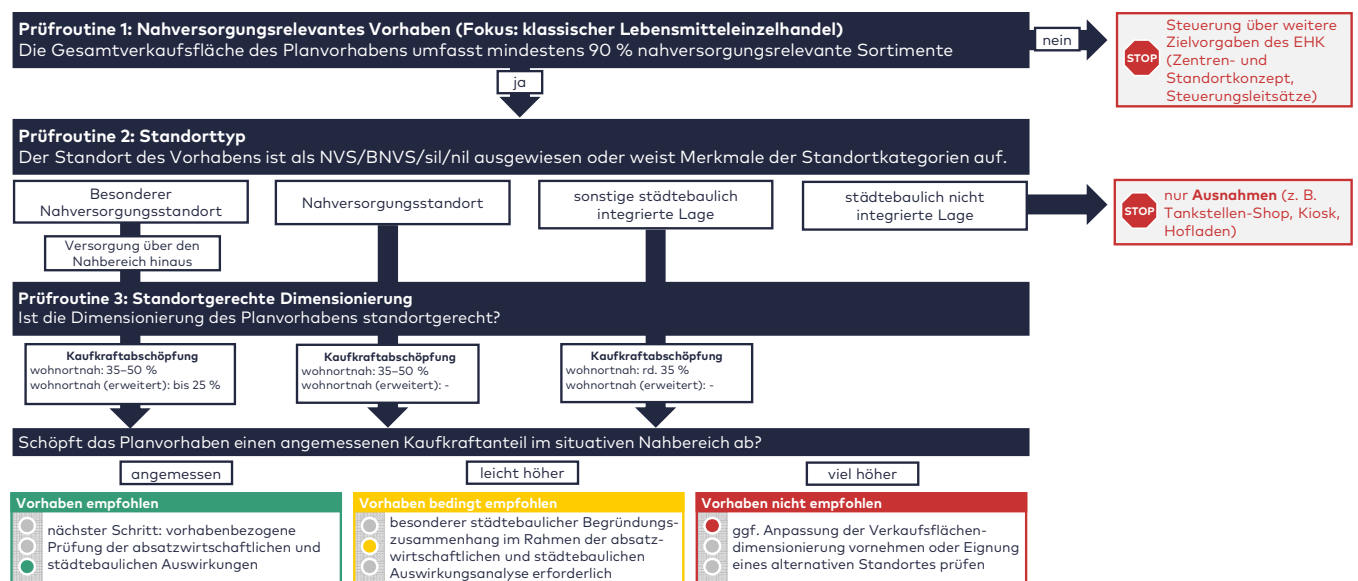 Prüfroutine 1: Nahversorgungsrelevantes Vorhaben (Fokus: klassischer Lebensmitteleinzelhandel)
Die Gesamtverkaufsfläche des Planvorhabens umfasst mindestens 90 % nahversorgungsrelevante Sortimente
nein
STOP
Steuerung über weitere
Zielvorgaben des EHK
(Zentren- und
Standortkonzept,
Steuerungsleitsätze)
ja
Prüfroutine 2: Standorttyp
Der Standort des Vorhabens ist als NVS/BNVS/sil/nil ausgewiesen oder weist Merkmale der Standortkategorien auf.
Besonderer
Nahversorgungsstandort
Nahversorgungsstandort
sonstige städtebaulich
integrierte Lage
städtebaulich nicht
integrierte Lage
STOP
nur Ausnahmen (z. B.
Tankstellen-Shop, Kiosk,
Hofladen)
Versorgung über den
Nahbereich hinaus
Prüfroutine 3: Standortgerechte Dimensionierung
Ist die Dimensionierung des Planvorhabens standortgerecht?
Kaufkraftabschöpfung
wohnortnah: 35–50 %
wohnortnah (erweitert): bis 25 %
Kaufkraftabschöpfung
wohnortnah: 35–50 %
wohnortnah (erweitert): -
Kaufkraftabschöpfung
wohnortnah: rd. 35 %
wohnortnah (erweitert): -
Schöpft das Planvorhaben einen angemessenen Kaufkraftanteil im situativen Nahbereich ab?
angemessen
leicht höher
viel höher
Vorhaben empfohlen
nächster Schritt: vorhabenbezogene
Prüfung der absatzwirtschaftlichen und
städtebaulichen Auswirkungen
Vorhaben bedingt empfohlen
besonderer städtebaulicher Begründungs-
zusammenhang im Rahmen der absatz-
wirtschaftlichen und städtebaulichen
Auswirkungsanalyse erforderlich
Vorhaben nicht empfohlen
ggf. Anpassung der Verkaufsflächen-
dimensionierung vornehmen oder Eignung
eines alternativen Standortes prüfen